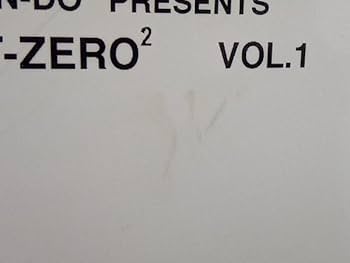 N-DO PRESENTS
-ZERO² VOL.1